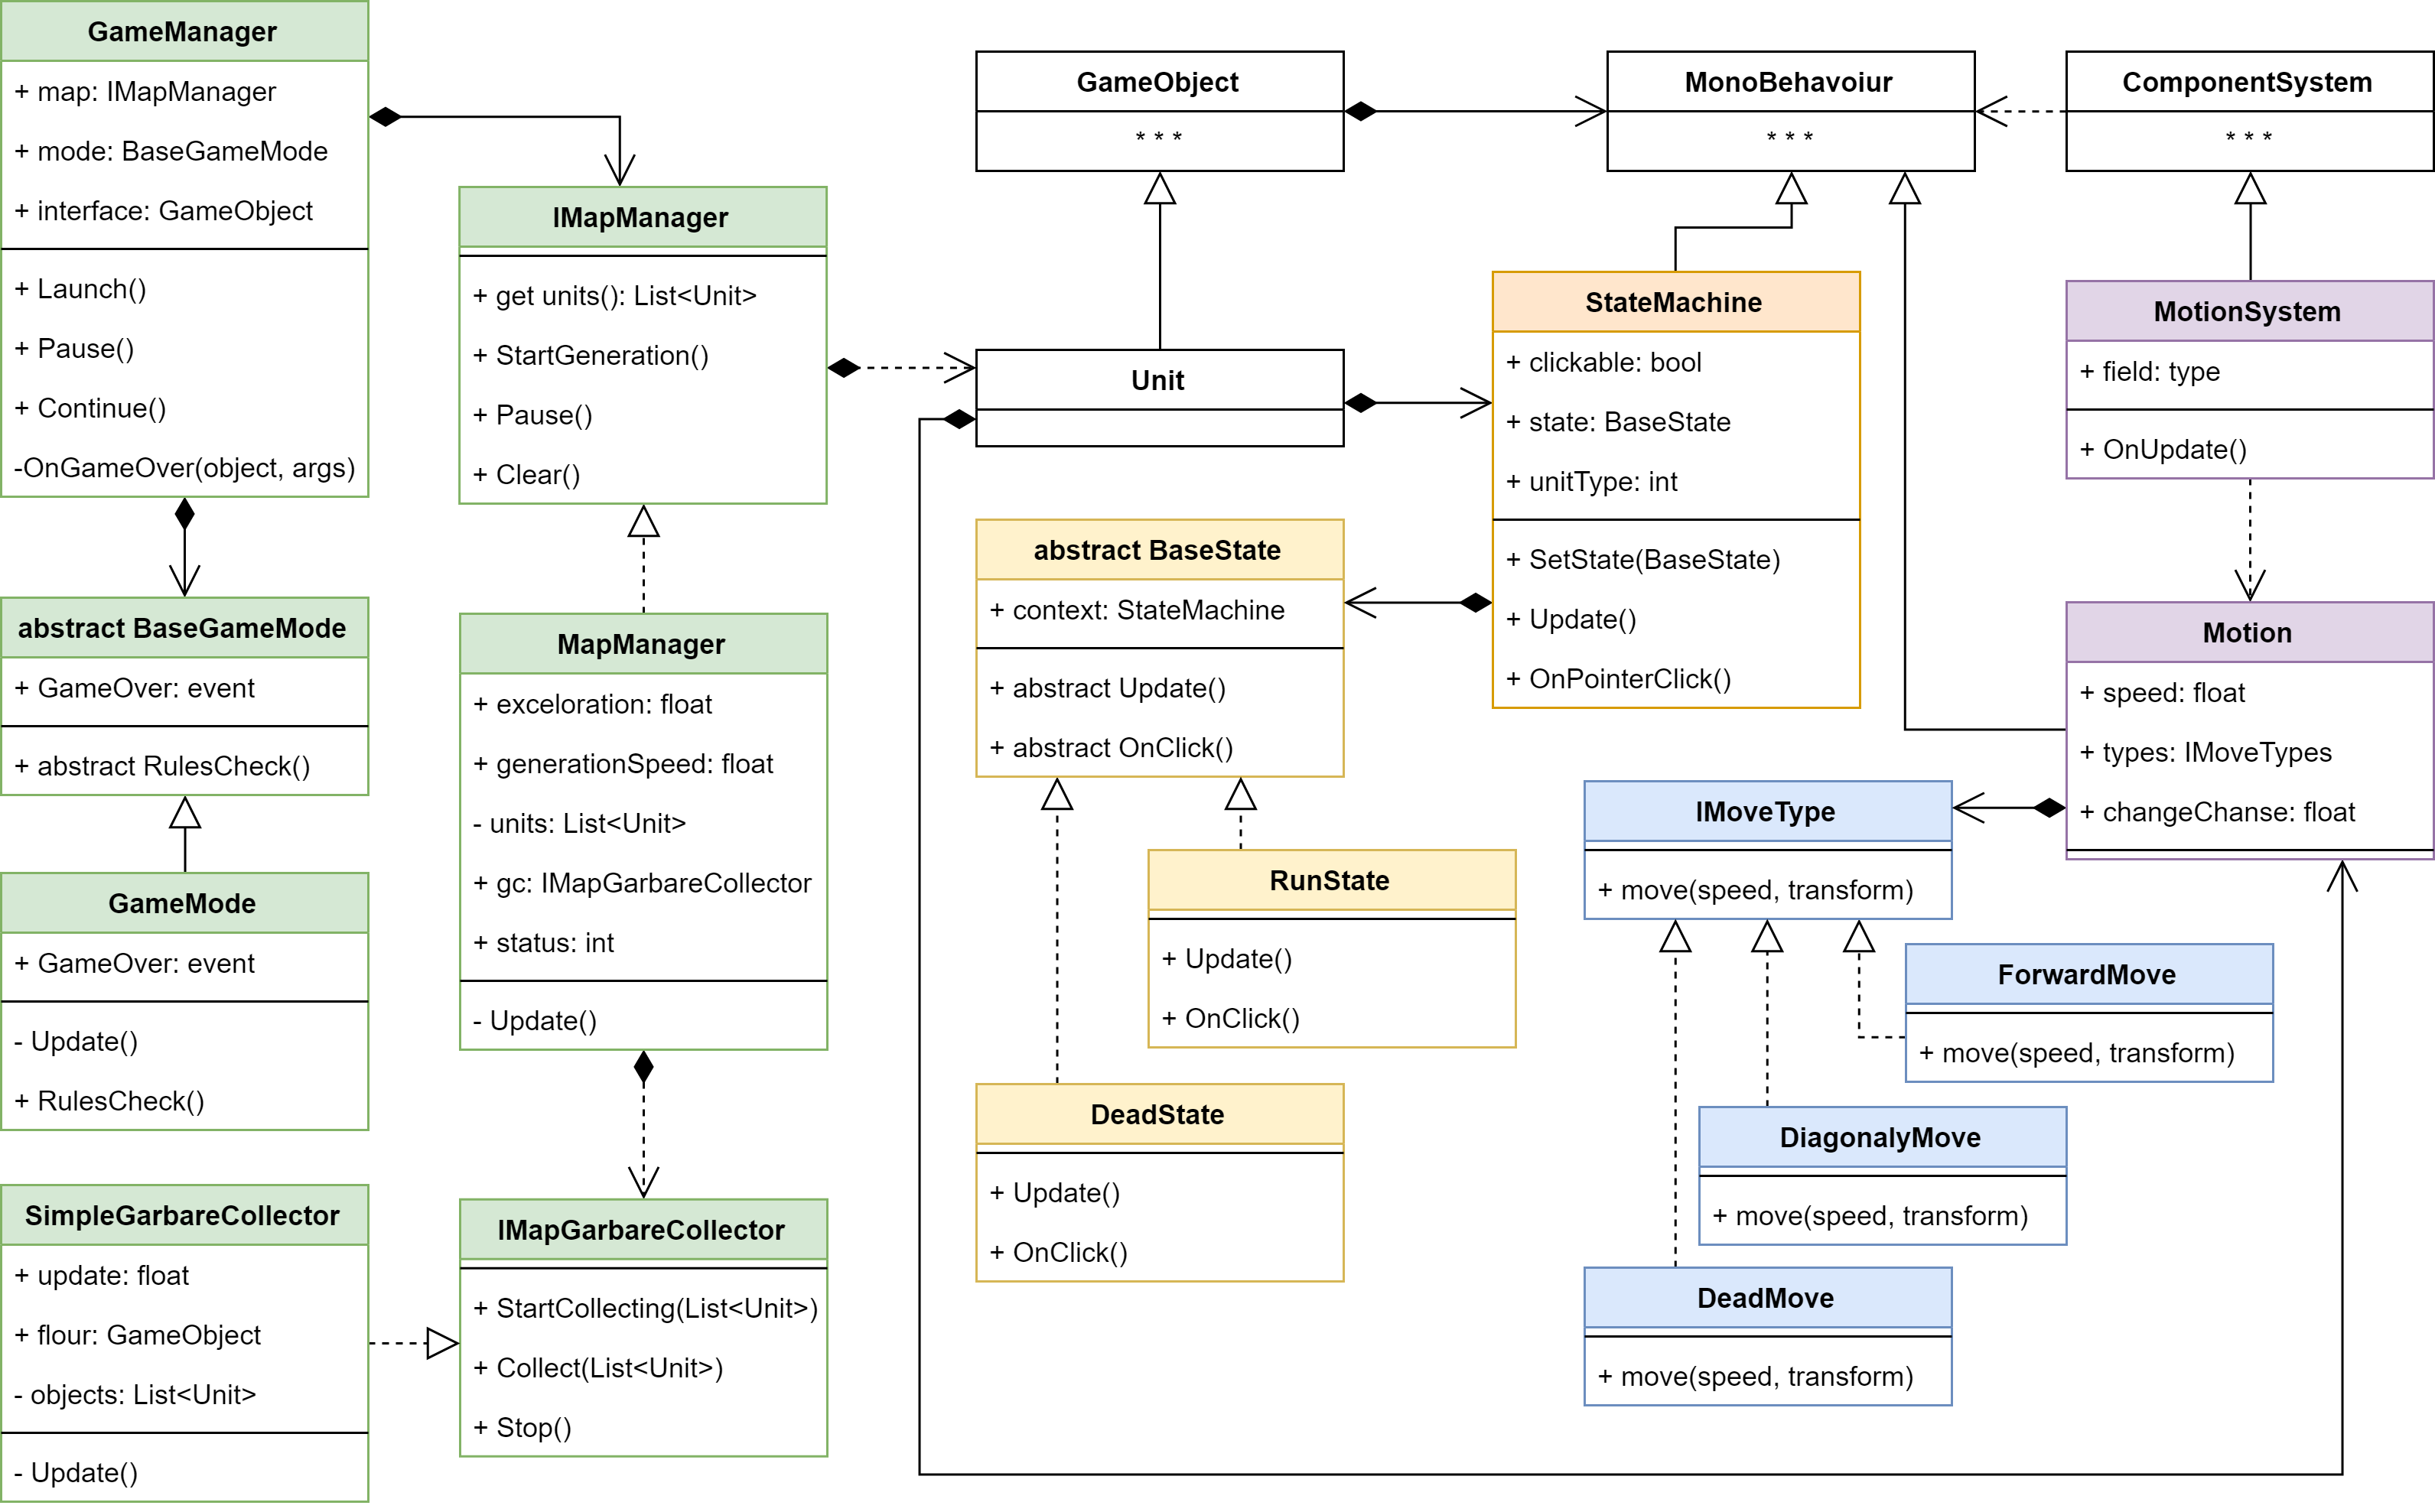 GameManager
+ map: IMapManager
+ mode: BaseGameMode
+ interface: GameObject
+ Launch()
+ Pause()
+ Continue()
-OnGameOver(object, args)
abstract BaseGameMode
+ GameOver: event
+ abstract RulesCheck()
GameMode
+ GameOver: event
- Update()
+ RulesCheck()
SimpleGarbareCollector
+ update: float
+ flour: GameObject
- objects: List<Unit>
- Update()
IMapManager
+ get units(): List<Unit>
+ StartGeneration()
+ Pause()
+ Clear()
MapManager
+ exceloration: float
+ generationSpeed: float
- units: List<Unit>
+ gc: IMapGarbareCollector
+ status: int
- Update()
IMapGarbareCollector
+ StartCollecting(List<Unit>)
+ Collect(List<Unit>)
+ Stop()
GameObject
* * *
Unit
abstract BaseState
+ context: StateMachine
+ abstract Update()
+ abstract OnClick()
RunState
+ Update()
+ OnClick()
DeadState
+ Update()
+ OnClick()
MonoBehavoiur
* * *
StateMachine
+ clickable: bool
+ state: BaseState
+ unitType: int
+ SetState(BaseState)
+ Update()
+ OnPointerClick()
ComponentSystem
* * *
MotionSystem
+ field: type
+ OnUpdate()
Motion
+ speed: float
+ types: IMoveTypes
+ changeChanse: float
IMoveType
+ move(speed, transform)
ForwardMove
+ move(speed, transform)
DiagonalyMove
+ move(speed, transform)
DeadMove
+ move(speed, transform)